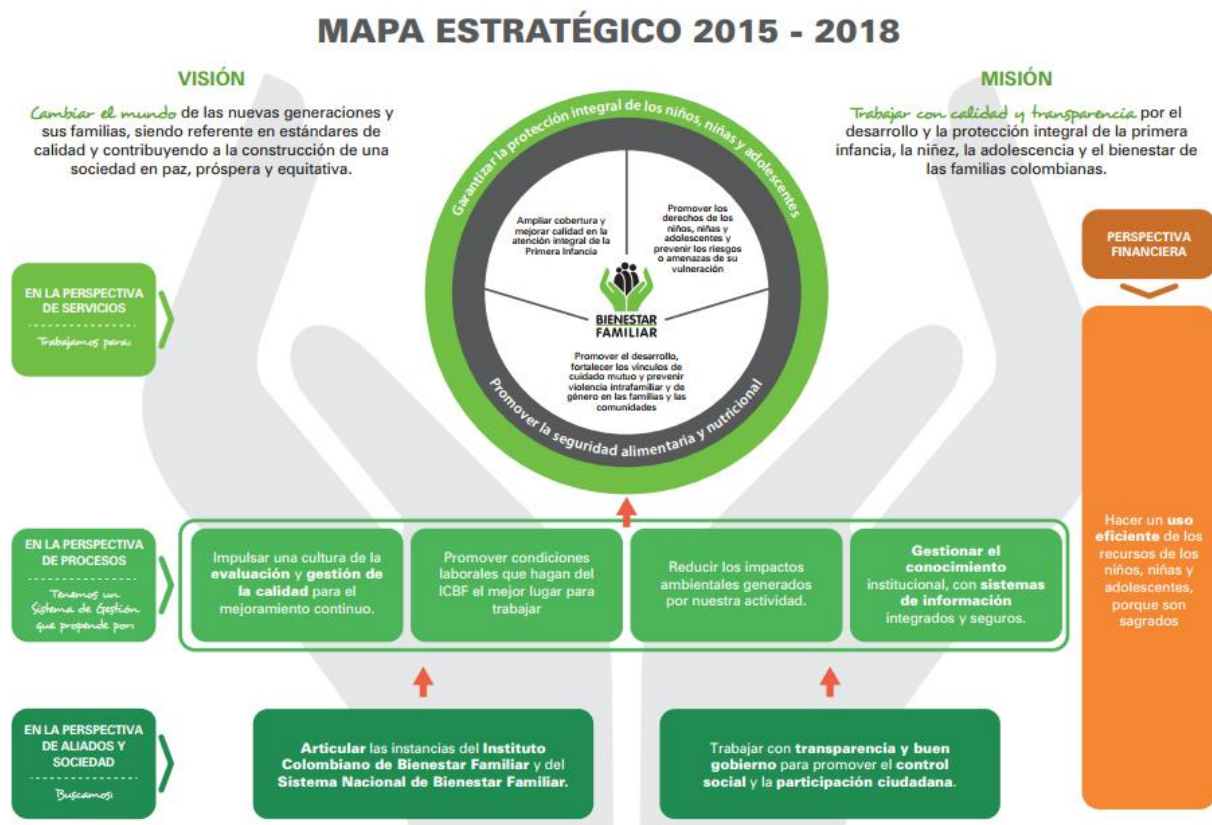 MAPA ESTRATÉGICO 2015 - 2018
VISIÓN
Cambiar el mundo de las nuevas generaciones y
sus familias, siendo referente en estándares de
calidad y contribuyendo a la construcción de una
sociedad en paz, próspera y equitativa.
MISIÓN
Trabajar con calidad y transparencia por el
desarrollo y la protección integral de la primera
infancia, la niñez, la adolescencia y el bienestar de
las familias colombianas.
EN LA PERSPECTIVA
DE SERVICIOS
Trabajamos para:
Garantizar la protección integral de los niños, niñas y adolescentes
Ampliar cobertura y
mejorar calidad en la
atención integral de la
Primera Infancia
Promover los
derechos de los
niños, niñas y
adolescentes y
prevenir los riesgos
o amenazas de su
vulneración
BIENESTAR
FAMILIAR
Promover el desarrollo,
fortalecer los vínculos de
cuidado mutuo y prevenir
violencia intrafamiliar y de
género en las familias y las
comunidades
Promover la seguridad alimentaria y nutricional
PERSPECTIVA
FINANCIERA
Hacer un uso
eficiente de los
recursos de los
niños, niñas y
adolescentes,
porque son
sagrados
EN LA PERSPECTIVA
DE PROCESOS
Tenemos un
Sistema de Gestión
que propende por:
Impulsar una cultura de la
evaluación y gestión de
la calidad para el
mejoramiento continuo.
Promover condiciones
laborales que hagan del
ICBF el mejor lugar para
trabajar
Reducir los impactos
ambientales generados
por nuestra actividad.
Gestionar el
conocimiento
institucional, con sistemas
de información
integrados y seguros.
EN LA PERSPECTIVA
DE ALIADOS Y
SOCIEDAD
Buscamos:
Articular las instancias del Instituto
Colombiano de Bienestar Familiar y del
Sistema Nacional de Bienestar Familiar.
Trabajar con transparencia y buen
gobierno para promover el control
social y la participación ciudadana.